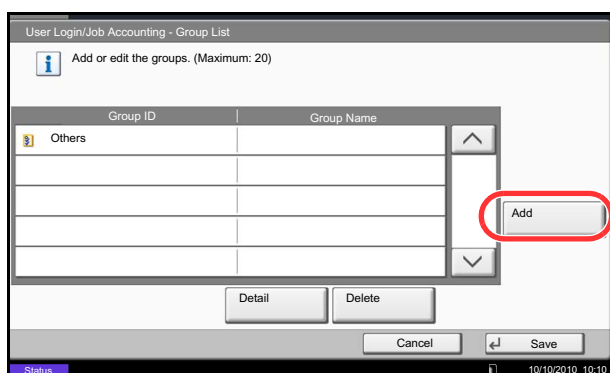 User Login/Job Accounting - Group List
Add or edit the groups. (Maximum: 20)
Group ID
Group Name
Others
Add
Detail
Delete
Cancel
Save
Status
10/10/2010 10:10